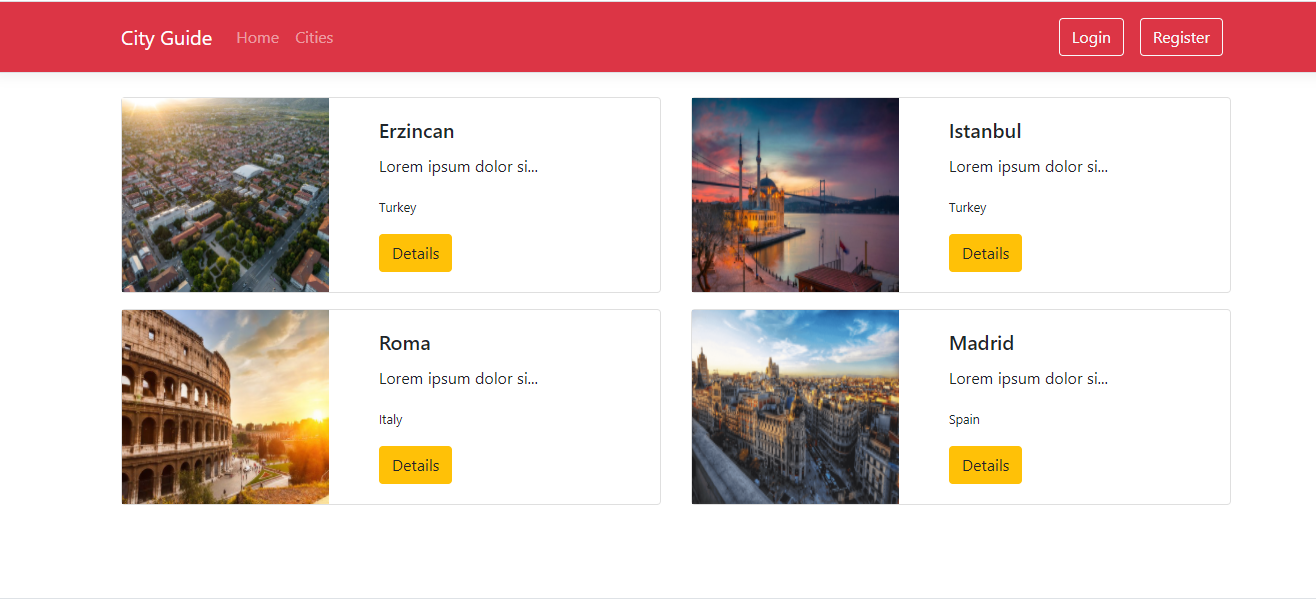 City Guide Home Cities Login Register
Erzincan
Lorem ipsum dolor si...
Turkey
Details
Istanbul
Lorem ipsum dolor si...
Turkey
Details
Roma
Lorem ipsum dolor si...
Italy
Details
Madrid
Lorem ipsum dolor si...
Spain
Details